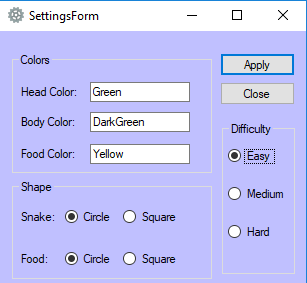 SettingsForm
Colors
Head Color: Green
Body Color: DarkGreen
Food Color: Yellow
Apply
Close
Difficulty
Easy
Medium
Hard
Shape
Snake: Circle Square
Food: Circle Square